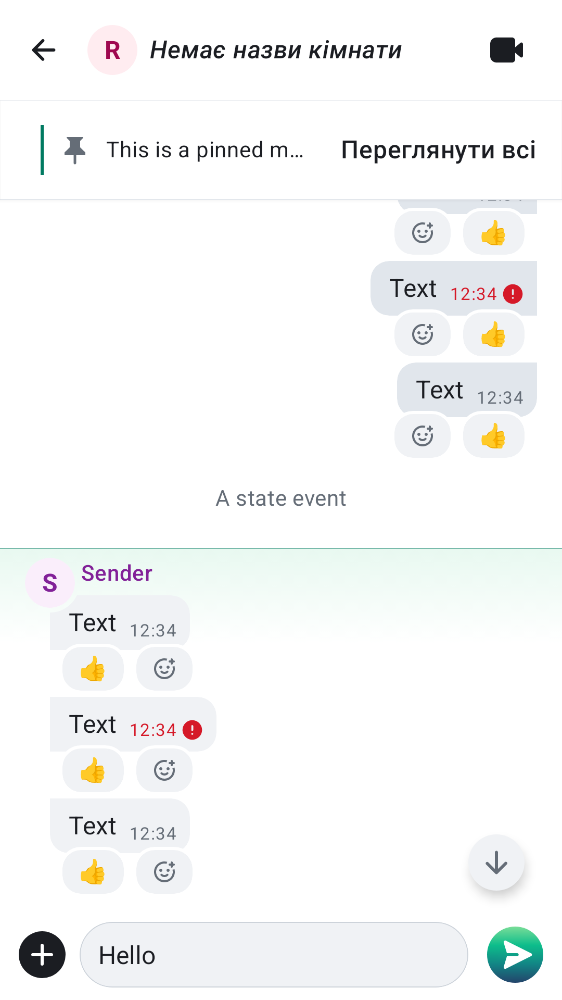 R
Немає назви кімнати
This is a pinned m…
Переглянути всі
Text 12:34
Text 12:34
A state event
S
Sender
Text 12:34
Text 12:34
Text 12:34
Hello